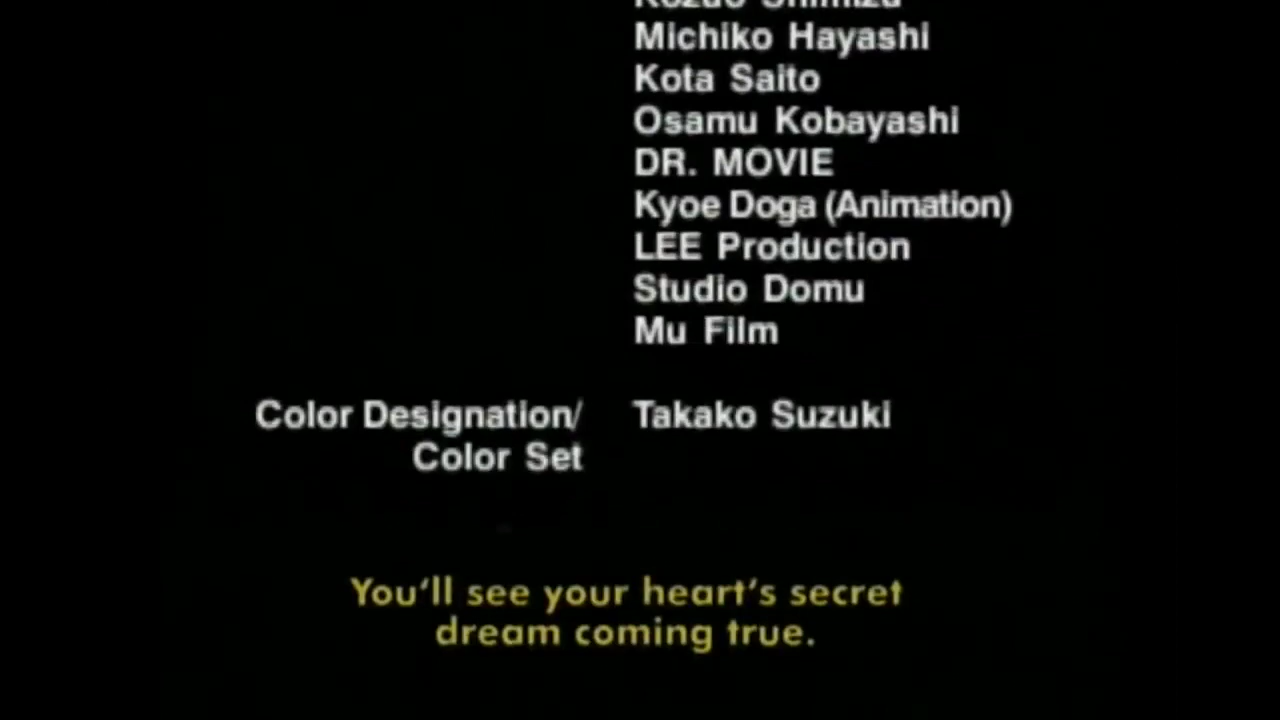 Michiko Hayashi
Kota Saito
Osamu Kobayashi
DR. MOVIE
Kyoe Doga (Animation)
LEE Production
Studio Domu
Mu Film
Color Designation/ Takako Suzuki
Color Set
You'll see your heart's secret
dream coming true.